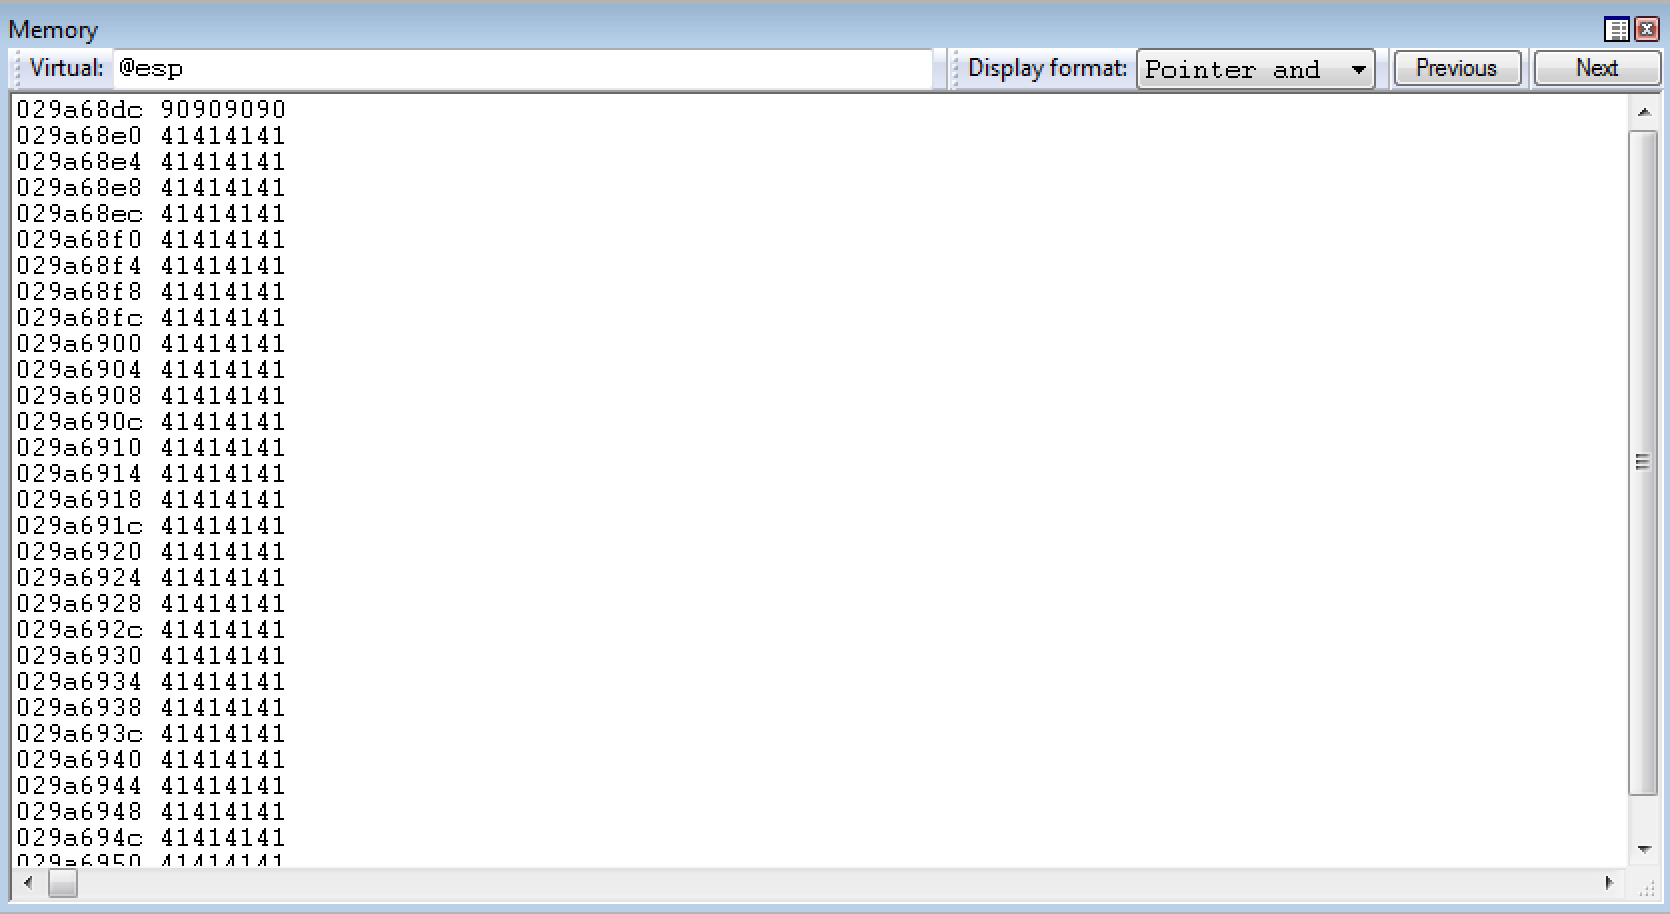 Memory
Virtual: @esp Display format: Pointer and Previous Next
029a68dc 90909090
029a68e0 41414141
029a68e4 41414141
029a68e8 41414141
029a68ec 41414141
029a68f0 41414141
029a68f4 41414141
029a68f8 41414141
029a68fc 41414141
029a6900 41414141
029a6904 41414141
029a6908 41414141
029a690c 41414141
029a6910 41414141
029a6914 41414141
029a6918 41414141
029a691c 41414141
029a6920 41414141
029a6924 41414141
029a6928 41414141
029a692c 41414141
029a6930 41414141
029a6934 41414141
029a6938 41414141
029a693c 41414141
029a6940 41414141
029a6944 41414141
029a6948 41414141
029a694c 41414141
029a6950 41414141